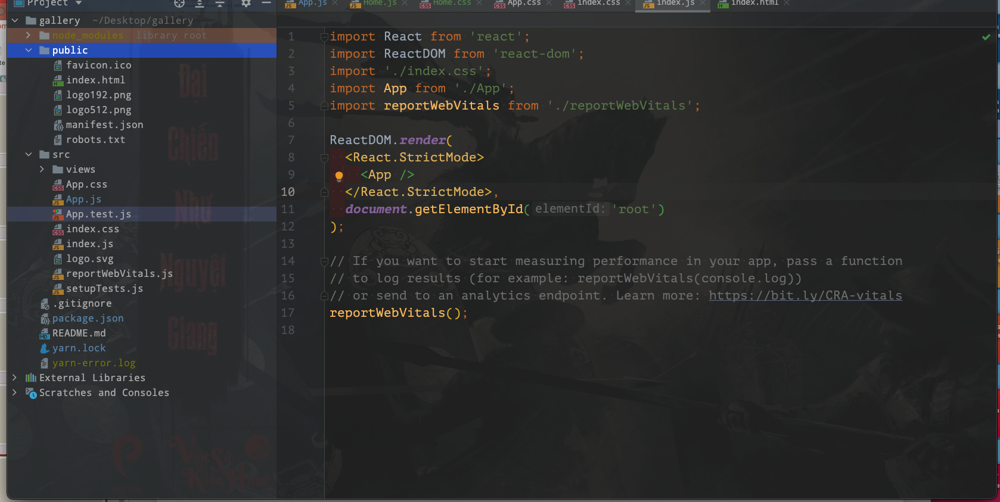 Project
App.js
Home.js
Home.css
App.css
index.css
index.js
index.html
gallery ~/Desktop/gallery
node_modules library root
public
favicon.ico
index.html
logo192.png
logo512.png
manifest.json
robots.txt
src
views
App.css
App.js
App.test.js
index.css
index.js
logo.svg
reportWebVitals.js
setupTests.js
.gitignore
package.json
README.md
yarn.lock
yarn-error.log
External Libraries
Scratches and Consoles
Đại
Chiến
Như
Nguyệt
Giang
1 import React from 'react';
2 import ReactDOM from 'react-dom';
3 import './index.css';
4 import App from './App';
5 import reportWebVitals from './reportWebVitals';
6
7 ReactDOM.render(
8 <React.StrictMode>
9 <App />
10 </React.StrictMode>,
11 document.getElementById( elementId: 'root')
12 );
13
14 // If you want to start measuring performance in your app, pass a function
15 // to log results (for example: reportWebVitals(console.log))
16 // or send to an analytics endpoint. Learn more: https://bit.ly/CRA-vitals
17 reportWebVitals();
18